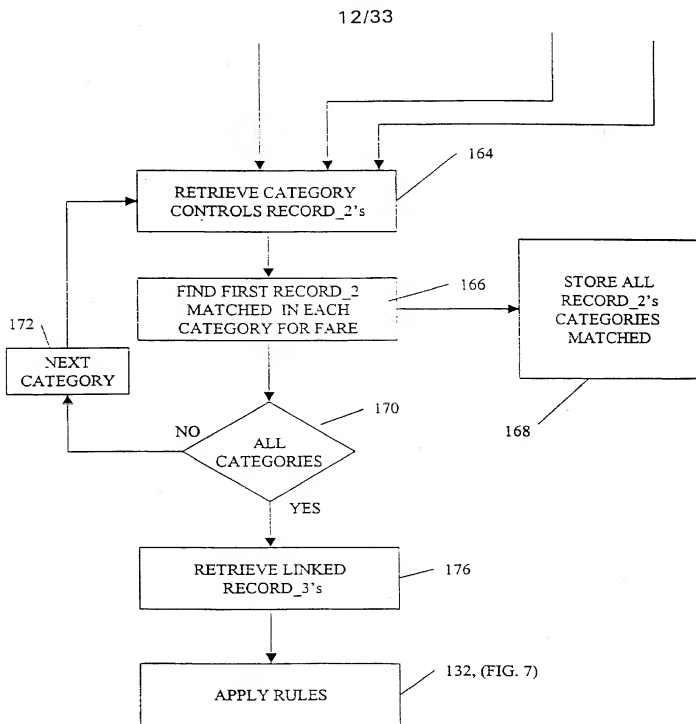 12/33
164
RETRIEVE CATEGORY
CONTROLS RECORD_2's
FIND FIRST RECORD_2
MATCHED IN EACH
CATEGORY FOR FARE
166
STORE ALL
RECORD_2's
CATEGORIES
MATCHED
168
172
NEXT
CATEGORY
170
NO
ALL
CATEGORIES
YES
RETRIEVE LINKED
RECORD_3's
176
APPLY RULES
132, (FIG. 7)